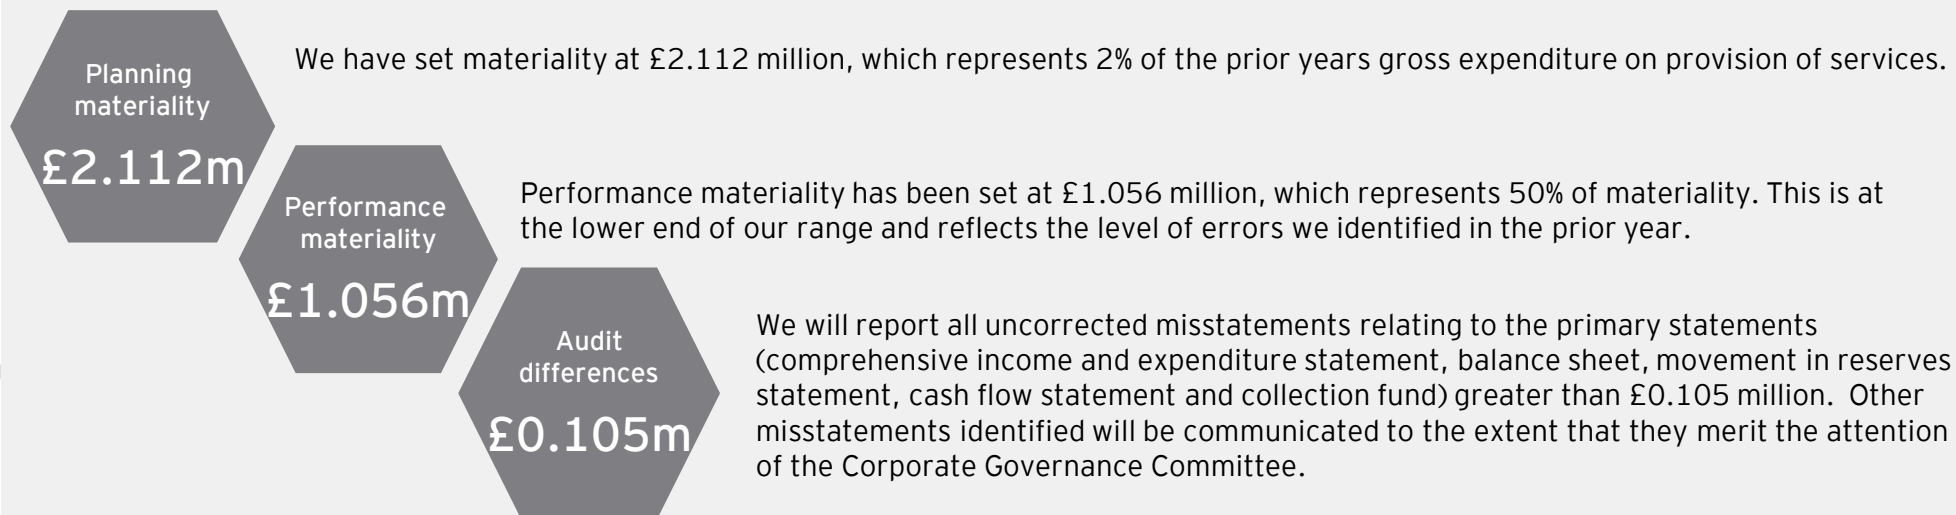 Planning
materiality
£2.112m
We have set materiality at £2.112 million, which represents 2% of the prior years gross expenditure on provision of services.
Performance
materiality
£1.056m
Performance materiality has been set at £1.056 million, which represents 50% of materiality. This is at
the lower end of our range and reflects the level of errors we identified in the prior year.
Audit
differences
£0.105m
We will report all uncorrected misstatements relating to the primary statements
(comprehensive income and expenditure statement, balance sheet, movement in reserves
statement, cash flow statement and collection fund) greater than £0.105 million.  Other
misstatements identified will be communicated to the extent that they merit the attention
of the Corporate Governance Committee.